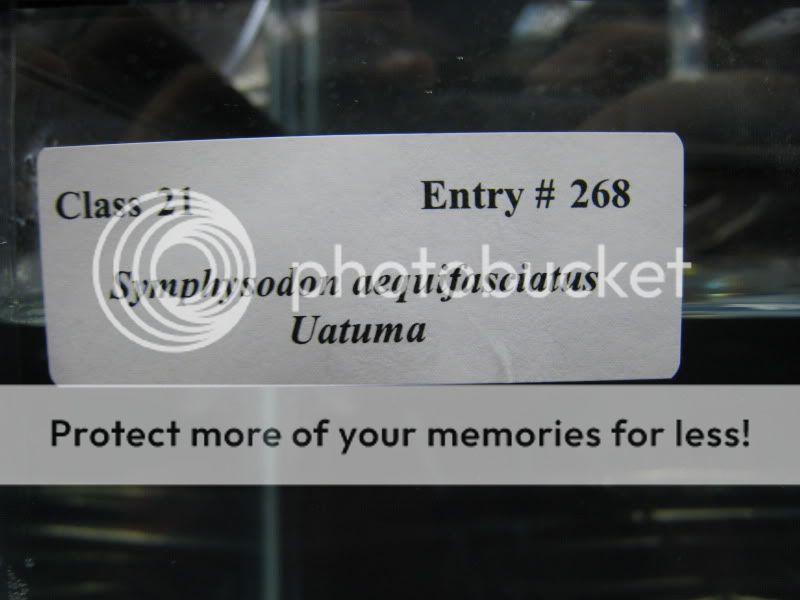 Class 21 Entry # 268
Symphysodon aequifasciatus
photobucket
Uatuma
Protect more of your memories for less!